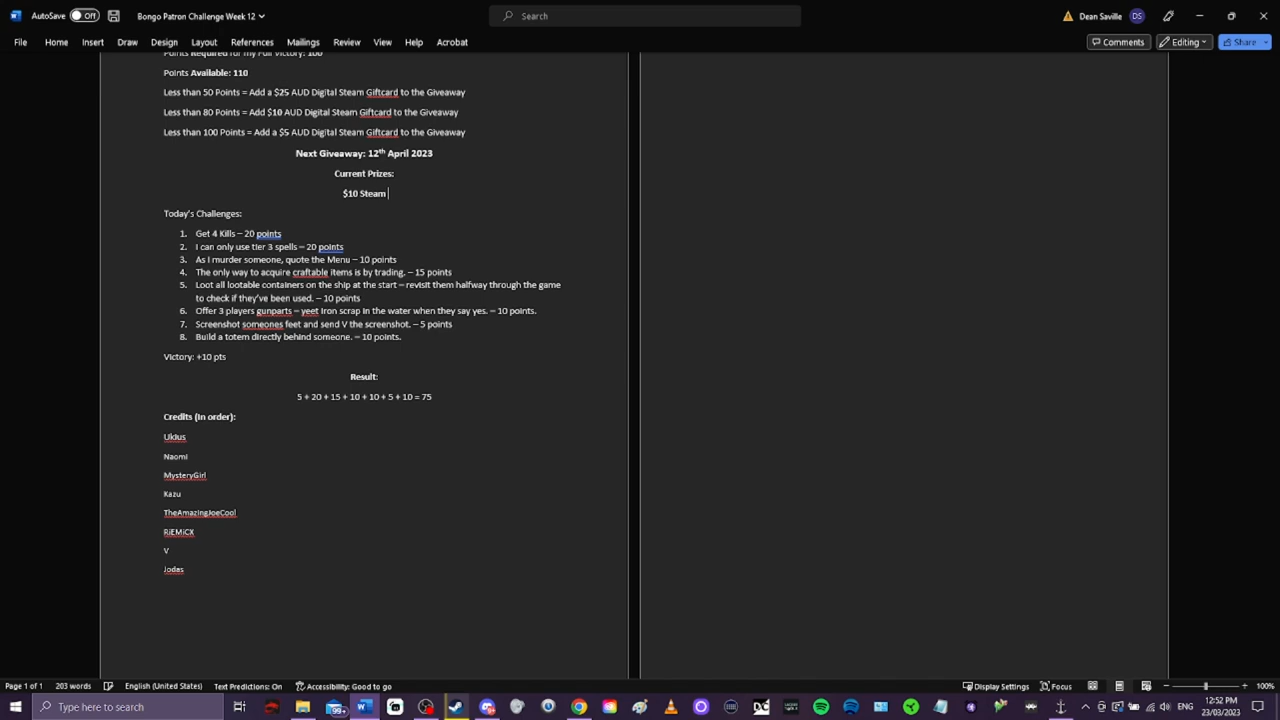 AutoSave Off
Bongo Patron Challenge Week 12
Search
Dean Saville DS
File Home Insert Draw Design Layout References Mailings Review View Help Acrobat
Comments Editing Share
Points Required for my Full Victory: 100
Points Available: 110
Less than 50 Points = Add a $25 AUD Digital Steam Giftcard to the Giveaway
Less than 80 Points = Add $10 AUD Digital Steam Giftcard to the Giveaway
Less than 100 Points = Add a $5 AUD Digital Steam Giftcard to the Giveaway
Next Giveaway: 12th April 2023
Current Prizes:
$10 Steam
Today's Challenges:
1. Get 4 Kills – 20 points
2. I can only use tier 3 spells – 20 points
3. As I murder someone, quote the Menu – 10 points
4. The only way to acquire craftable items is by trading. – 15 points
5. Loot all lootable containers on the ship at the start – revisit them halfway through the game
to check if they've been used. – 10 points
6. Offer 3 players gunparts – yeet iron scrap in the water when they say yes. – 10 points.
7. Screenshot someones feet and send V the screenshot. – 5 points
8. Build a totem directly behind someone. – 10 points.
Victory: +10 pts
Result:
5 + 20 + 15 + 10 + 10 + 5 + 10 = 75
Credits (in order):
Ukius
Naomi
MysteryGirl
Kazu
TheAmazingJoeCool
RiEMiCX
V
Jodas
Page 1 of 1 203 words English (United States) Text Predictions: On Accessibility: Good to go
Display Settings Focus 100%
Type here to search
99+
ENG
12:52 PM
23/03/2023